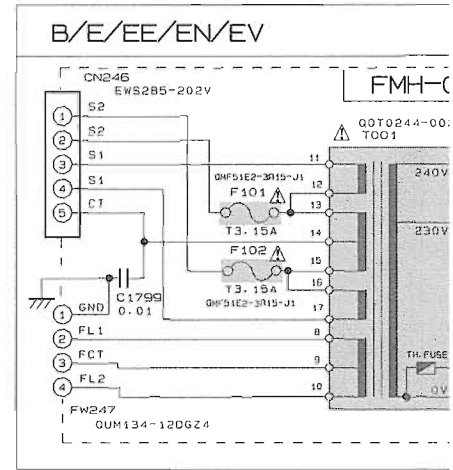 B/E/EE/EN/EV
CN246
EWS285-202V
FMH-
QQT0244-00
T001
1 S2
2 S2
3 S1
4 S1
5 CT
QMF51E2-3R15-J1
F101
T3.15A
F102
T3.15A
QMF51E2-3R15-J1
C1799
0.01
11
12
13
14
15
16
17
8
9
10
240V
230V
TH.FUSE
0V
1 GND
2 FL1
3 FCT
4 FL2
FW247
QUM134-12DGZ4